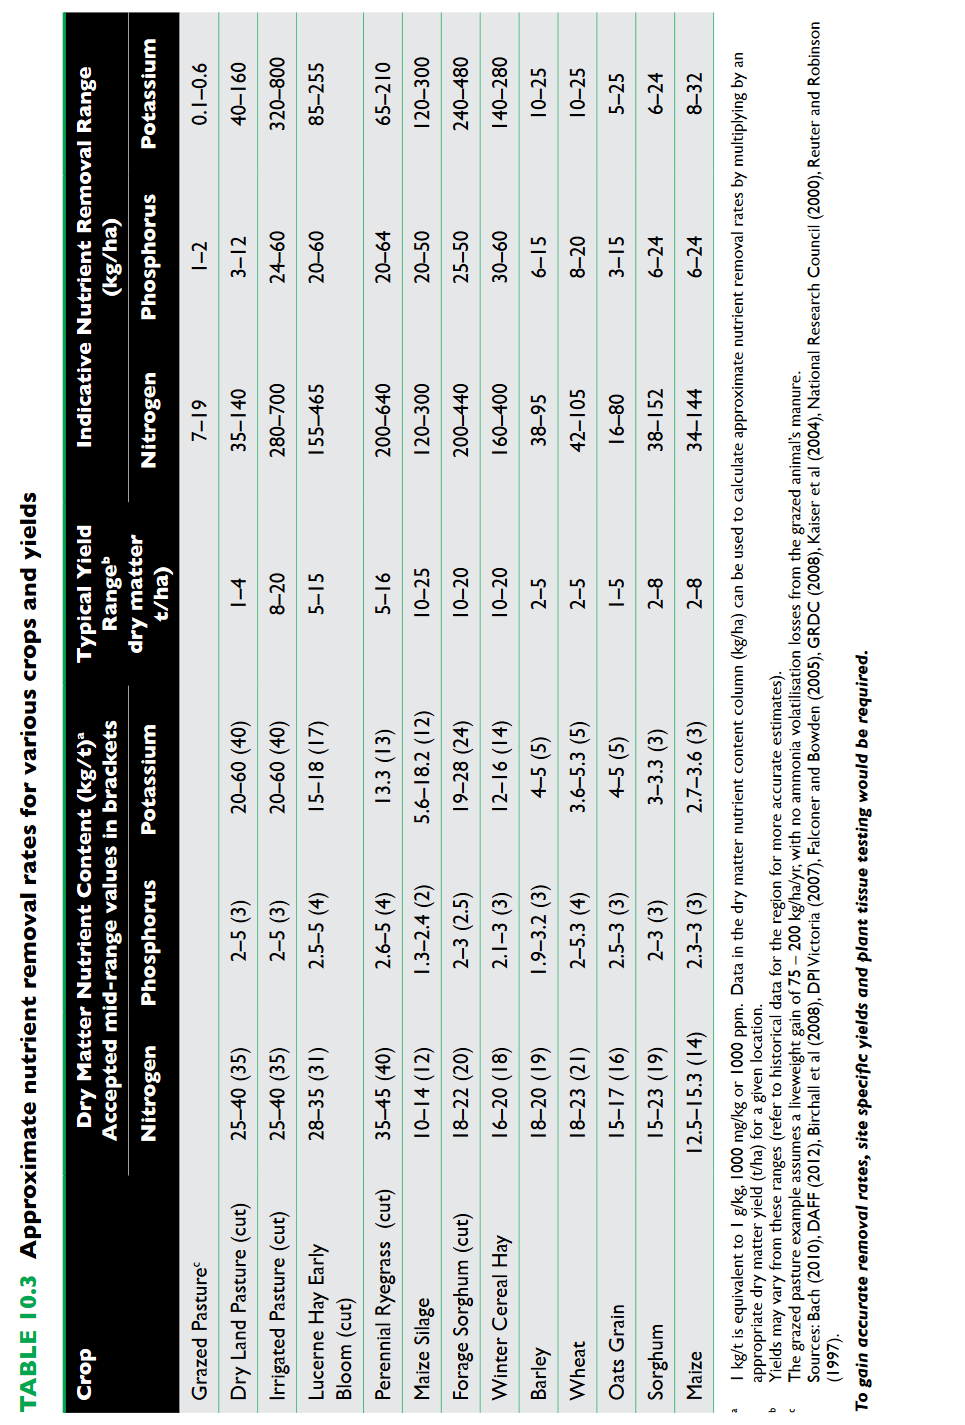 TABLE 10.3 Approximate nutrient removal rates for various crops and yields
Crop Dry Matter Nutrient Content (kg/t)ᵃ Accepted mid-range values in brackets Typical Yield Rangeᵇ dry matter t/ha) Indicative Nutrient Removal Range (kg/ha)
Nitrogen Phosphorus Potassium Nitrogen Phosphorus Potassium
Grazed Pastureᶜ 7–19 1–2 0.1–0.6
Dry Land Pasture (cut) 25–40 (35) 2–5 (3) 20–60 (40) 1–4 35–140 3–12 40–160
Irrigated Pasture (cut) 25–40 (35) 2–5 (3) 20–60 (40) 8–20 280–700 24–60 320–800
Lucerne Hay Early 28–35 (31) 2.5–5 (4) 15–18 (17) 5–15 155–465 20–60 85–255
Bloom (cut)
Perennial Ryegrass (cut) 35–45 (40) 2.6–5 (4) 13.3 (13) 5–16 200–640 20–64 65–210
Maize Silage 10–14 (12) 1.3–2.4 (2) 5.6–18.2 (12) 10–25 120–300 20–50 120–300
Forage Sorghum (cut) 18–22 (20) 2–3 (2.5) 19–28 (24) 10–20 200–440 25–50 240–480
Winter Cereal Hay 16–20 (18) 2.1–3 (3) 12–16 (14) 10–20 160–400 30–60 140–280
Barley 18–20 (19) 1.9–3.2 (3) 4–5 (5) 2–5 38–95 6–15 10–25
Wheat 18–23 (21) 2–5.3 (4) 3.6–5.3 (5) 2–5 42–105 8–20 10–25
Oats Grain 15–17 (16) 2.5–3 (3) 4–5 (5) 1–5 16–80 3–15 5–25
Sorghum 15–23 (19) 2–3 (3) 3–3.3 (3) 2–8 38–152 6–24 6–24
Maize 12.5–15.3 (14) 2.3–3 (3) 2.7–3.6 (3) 2–8 34–144 6–24 8–32
ᵃ 1 kg/t is equivalent to 1 g/kg, 1000 mg/kg or 1000 ppm. Data in the dry matter nutrient content column (kg/ha) can be used to calculate approximate nutrient removal rates by multiplying by an
appropriate dry matter yield (t/ha) for a given location.
ᵇ Yields may vary from these ranges (refer to historical data for the region for more accurate estimates).
ᶜ The grazed pasture example assumes a liveweight gain of 75 – 200 kg/ha/yr, with no ammonia volatilisation losses from the grazed animal's manure.
Sources: Bach (2010), DAFF (2012), Birchall et al (2008), DPI Victoria (2007), Falconer and Bowden (2005), GRDC (2008), Kaiser et al (2004), National Research Council (2000), Reuter and Robinson
(1997).
To gain accurate removal rates, site specific yields and plant tissue testing would be required.